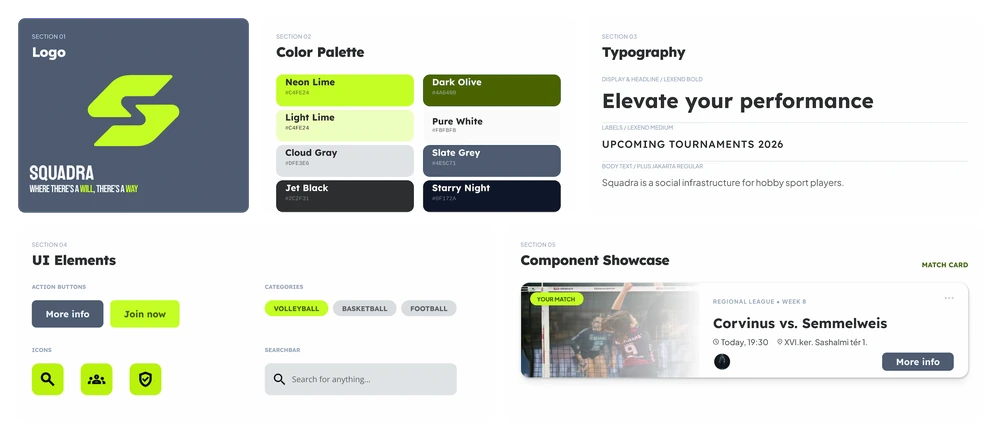 SECTION 01
Logo
SQUADRA
WHERE THERE'S A WILL, THERE'S A WAY
SECTION 02
Color Palette
Neon Lime
#C4FE24
Dark Olive
#4A6400
Light Lime
#C4FE24
Pure White
#FBFBFB
Cloud Gray
#DFE3E6
Slate Grey
#4E5C71
Jet Black
#2C2F31
Starry Night
#0F172A
SECTION 03
Typography
DISPLAY & HEADLINE / LEXEND BOLD
Elevate your performance
LABELS / LEXEND MEDIUM
UPCOMING TOURNAMENTS 2026
BODY TEXT / PLUS JAKARTA REGULAR
Squadra is a social infrastructure for hobby sport players.
SECTION 04
UI Elements
ACTION BUTTONS
More info
Join now
CATEGORIES
VOLLEYBALL
BASKETBALL
FOOTBALL
ICONS
SEARCHBAR
Search for anything...
SECTION 05
Component Showcase
MATCH CARD
YOUR MATCH
9
REGIONAL LEAGUE • WEEK 8
Corvinus vs. Semmelweis
Today, 19:30
XVI.ker. Sashalmi tér 1.
More info